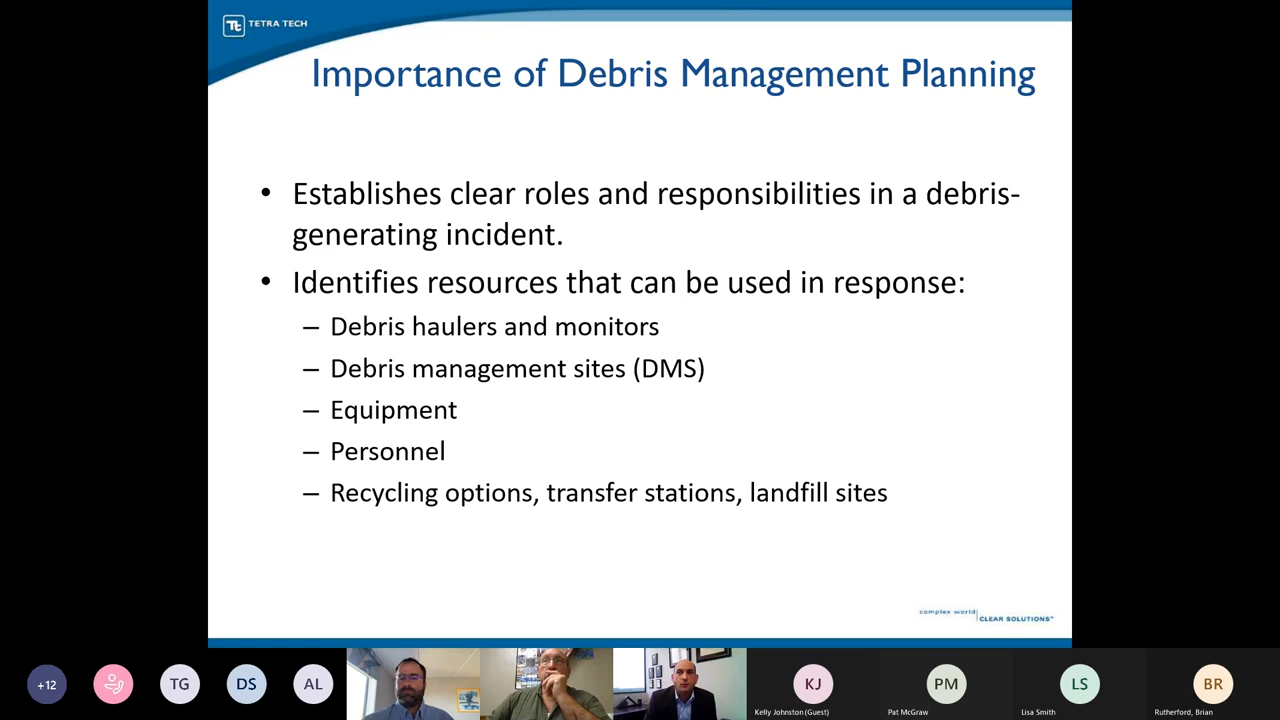 TETRA TECH
Importance of Debris Management Planning
• Establishes clear roles and responsibilities in a debris-
generating incident.
• Identifies resources that can be used in response:
– Debris haulers and monitors
– Debris management sites (DMS)
– Equipment
– Personnel
– Recycling options, transfer stations, landfill sites
complex world
CLEAR SOLUTIONS™
+12
TG
DS
AL
KJ
PM
LS
BR
Kelly Johnston (Guest)
Pat McGraw
Lisa Smith
Rutherford, Brian